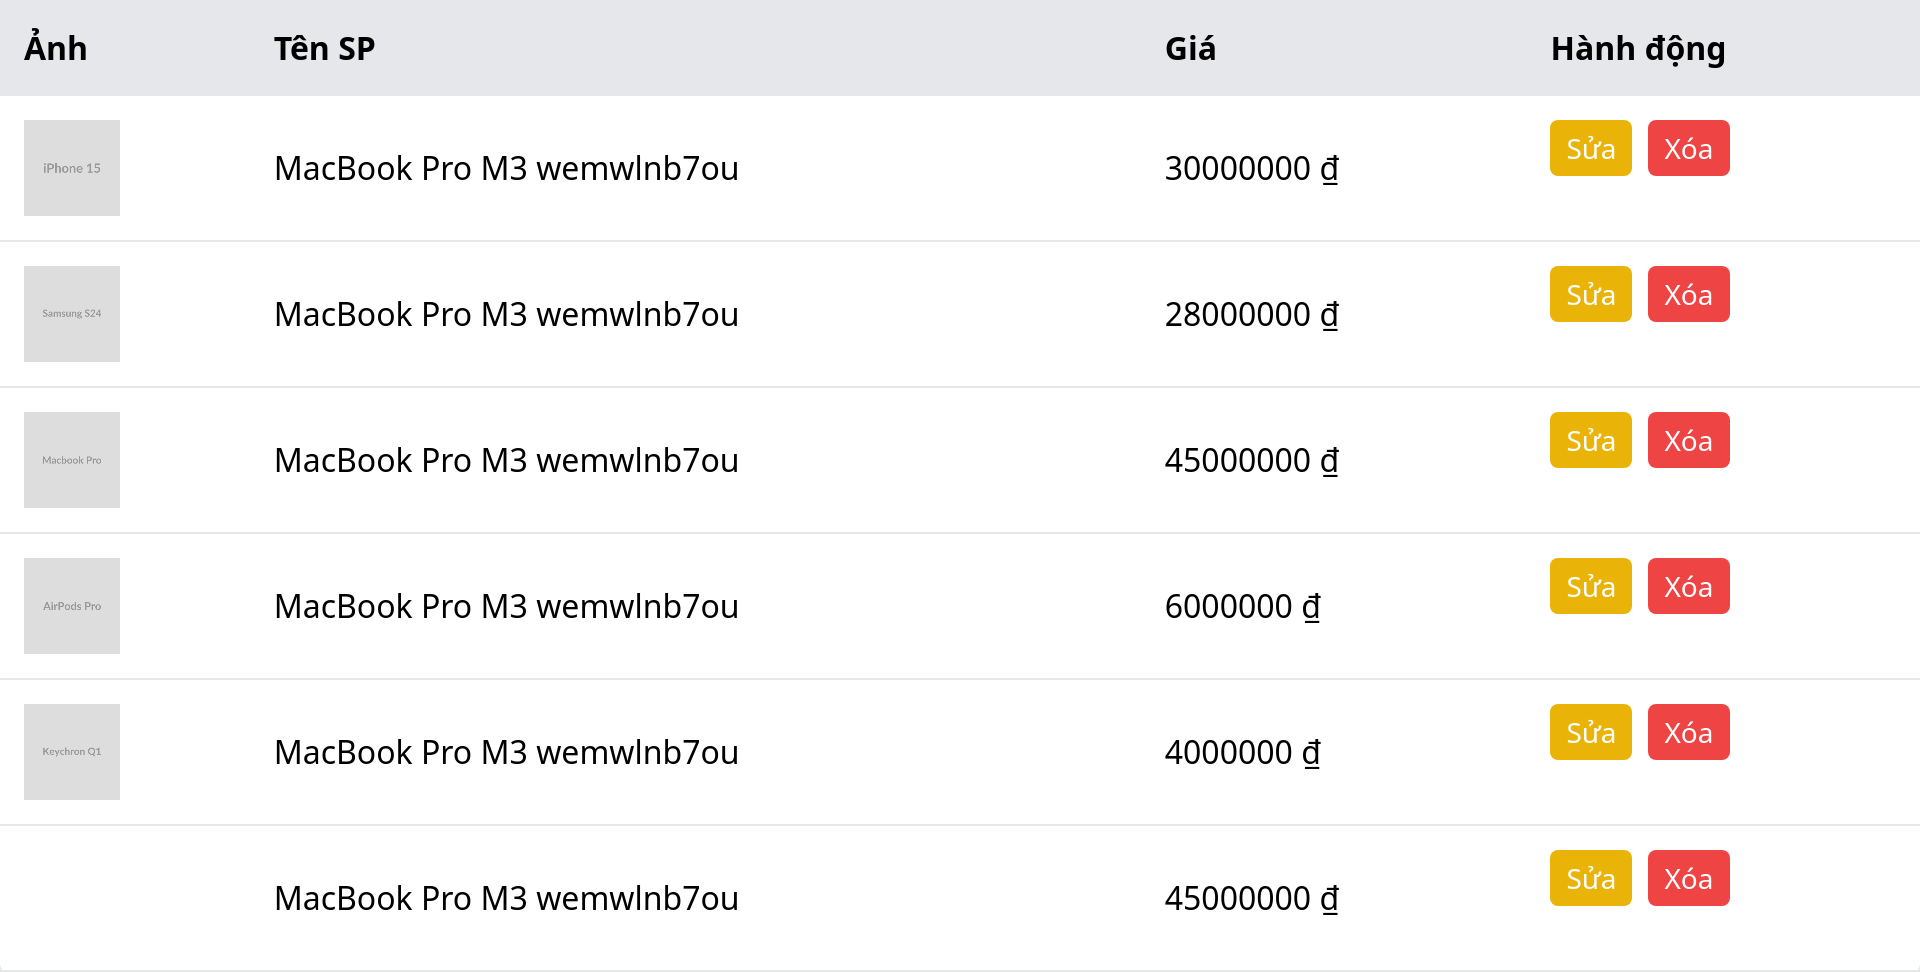 Ảnh Tên SP Giá Hành động
iPhone 15 MacBook Pro M3 wemwlnb7ou 30000000 ₫ Sửa Xóa
Samsung S24 MacBook Pro M3 wemwlnb7ou 28000000 ₫ Sửa Xóa
Macbook Pro MacBook Pro M3 wemwlnb7ou 45000000 ₫ Sửa Xóa
AirPods Pro MacBook Pro M3 wemwlnb7ou 6000000 ₫ Sửa Xóa
Keychron Q1 MacBook Pro M3 wemwlnb7ou 4000000 ₫ Sửa Xóa
MacBook Pro M3 wemwlnb7ou 45000000 ₫ Sửa Xóa